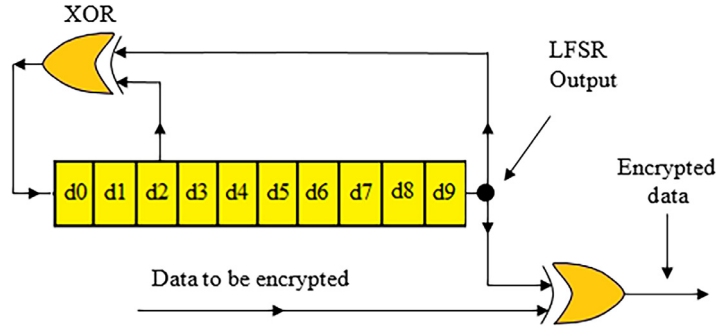 XOR
LFSR
Output
d0 d1 d2 d3 d4 d5 d6 d7 d8 d9
Encrypted
data
Data to be encrypted